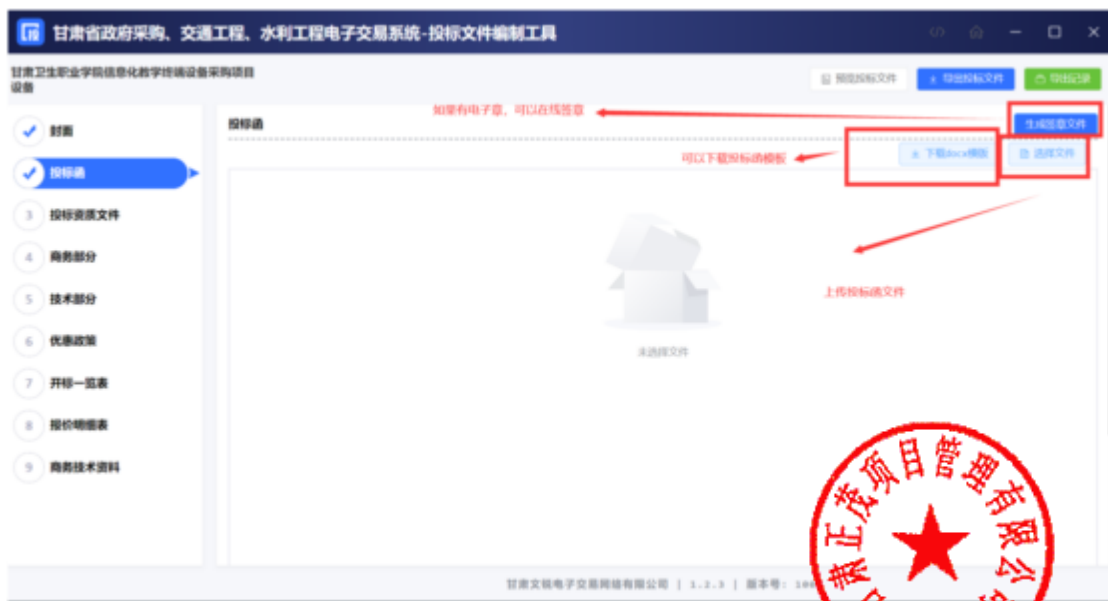 甘肃省政府采购、交通工程、水利工程电子交易系统-投标文件编制工具
甘肃卫生职业学院信息化教学终端设备采购项目
设备
预览投标文件
导出投标文件
导出记录
封面
投标函
3 投标资质文件
4 商务部分
5 技术部分
6 优惠政策
7 开标一览表
8 报价明细表
9 商务技术资料
投标函
如果有电子章，可以在线签章
生成签章文件
可以下载投标函模板
下载docx模版
选择文件
上传投标函文件
未选择文件
甘肃文锐电子交易网络有限公司 | 1.2.3 | 版本号：
肃正茂项目管理有限公